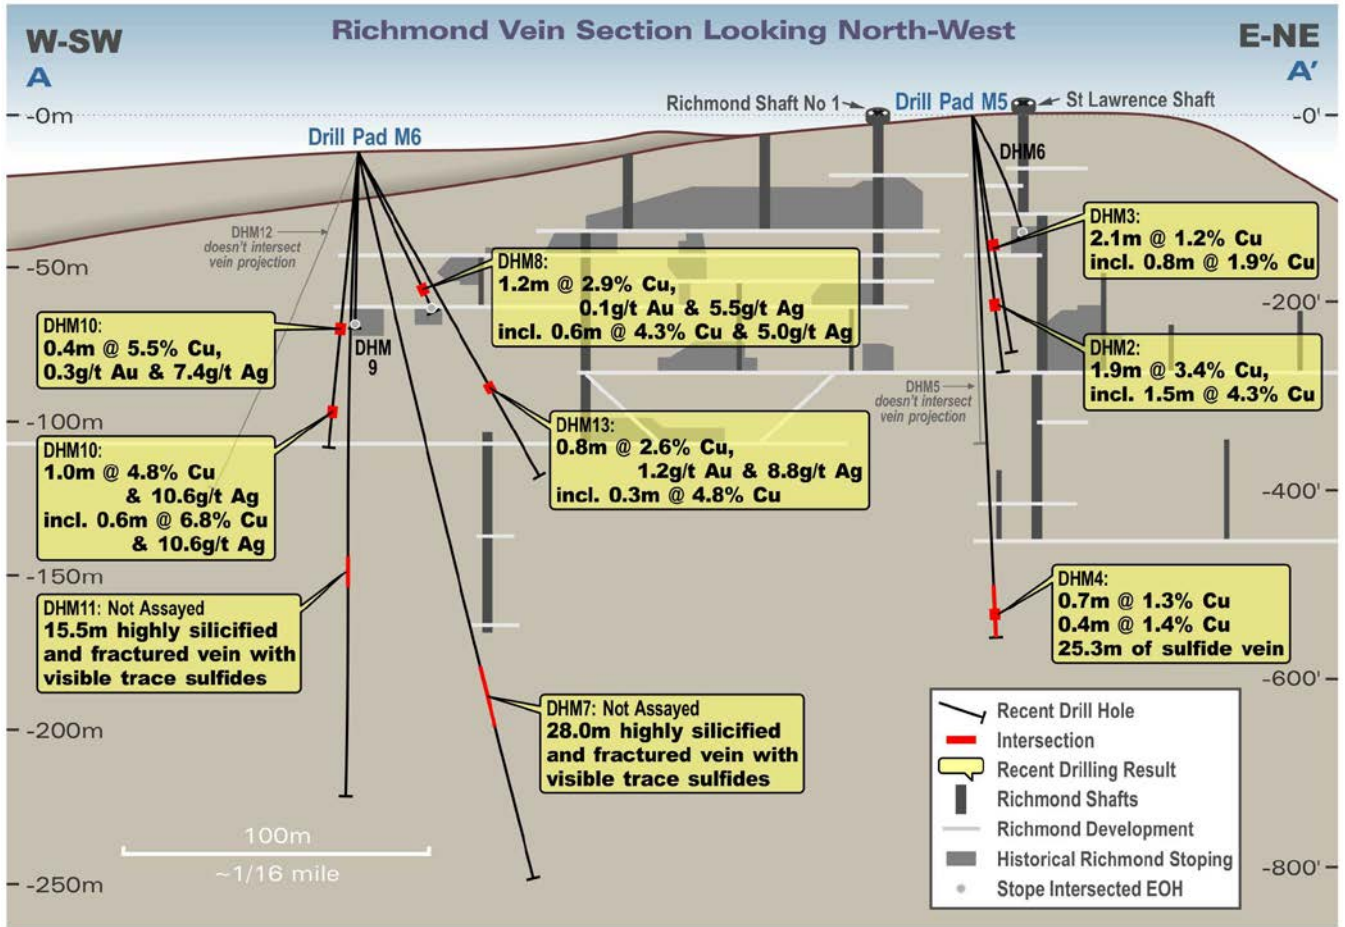 Richmond Vein Section Looking North-West
W-SW
A
E-NE
A'
-0m
-50m
-100m
-150m
-200m
-250m
-0'
-200'
-400'
-600'
-800'
Drill Pad M6
Richmond Shaft No 1
Drill Pad M5
St Lawrence Shaft
DHM6
DHM12
doesn't intersect
vein projection
DHM
9
DHM5
doesn't intersect
vein projection
DHM10:
0.4m @ 5.5% Cu,
0.3g/t Au & 7.4g/t Ag
DHM10:
1.0m @ 4.8% Cu
& 10.6g/t Ag
incl. 0.6m @ 6.8% Cu
& 10.6g/t Ag
DHM11: Not Assayed
15.5m highly silicified
and fractured vein with
visible trace sulfides
DHM8:
1.2m @ 2.9% Cu,
0.1g/t Au & 5.5g/t Ag
incl. 0.6m @ 4.3% Cu & 5.0g/t Ag
DHM13:
0.8m @ 2.6% Cu,
1.2g/t Au & 8.8g/t Ag
incl. 0.3m @ 4.8% Cu
DHM7: Not Assayed
28.0m highly silicified
and fractured vein with
visible trace sulfides
DHM3:
2.1m @ 1.2% Cu
incl. 0.8m @ 1.9% Cu
DHM2:
1.9m @ 3.4% Cu,
incl. 1.5m @ 4.3% Cu
DHM4:
0.7m @ 1.3% Cu
0.4m @ 1.4% Cu
25.3m of sulfide vein
100m
~1/16 mile
Recent Drill Hole
Intersection
Recent Drilling Result
Richmond Shafts
Richmond Development
Historical Richmond Stoping
Stope Intersected EOH